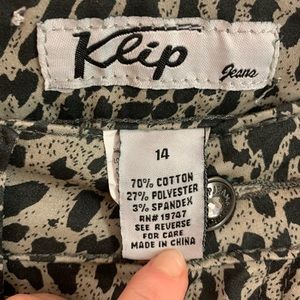 Klip
Jeans
14
70% COTTON
27% POLYESTER
3% SPANDEX
RN# 19747
SEE REVERSE
FOR CARE
MADE IN
CHINA